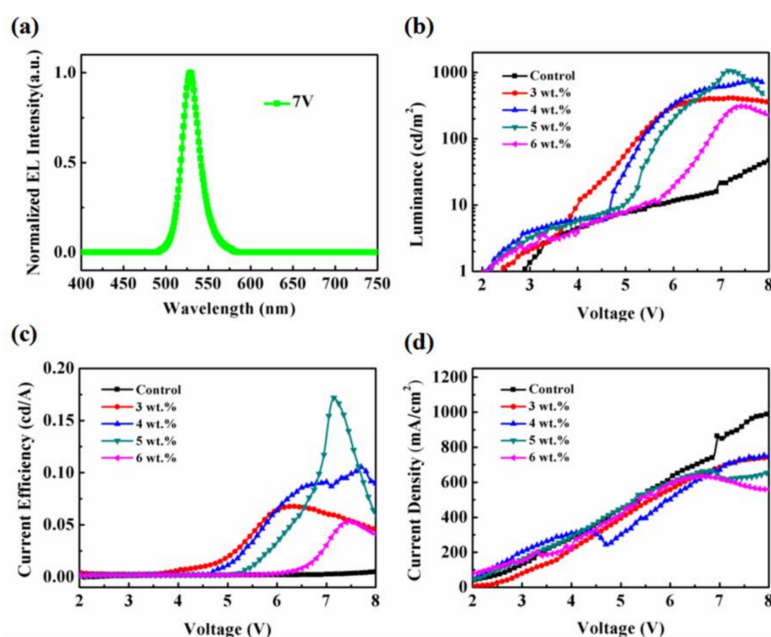 (a)
Normalized EL Intensity(a.u.)
1.0
0.5
0.0
7V
400 450 500 550 600 650 700 750
Wavelength (nm)
(b)
Luminance (cd/m²)
1000
100
10
1
Control
3 wt.%
4 wt.%
5 wt.%
6 wt.%
2 3 4 5 6 7 8
Voltage (V)
(c)
Current Efficiency (cd/A)
0.20
0.15
0.10
0.05
0.00
Control
3 wt.%
4 wt.%
5 wt.%
6 wt.%
2 3 4 5 6 7 8
Voltage (V)
(d)
Current Density (mA/cm²)
1200
1000
800
600
400
200
0
Control
3 wt.%
4 wt.%
5 wt.%
6 wt.%
2 3 4 5 6 7 8
Voltage (V)